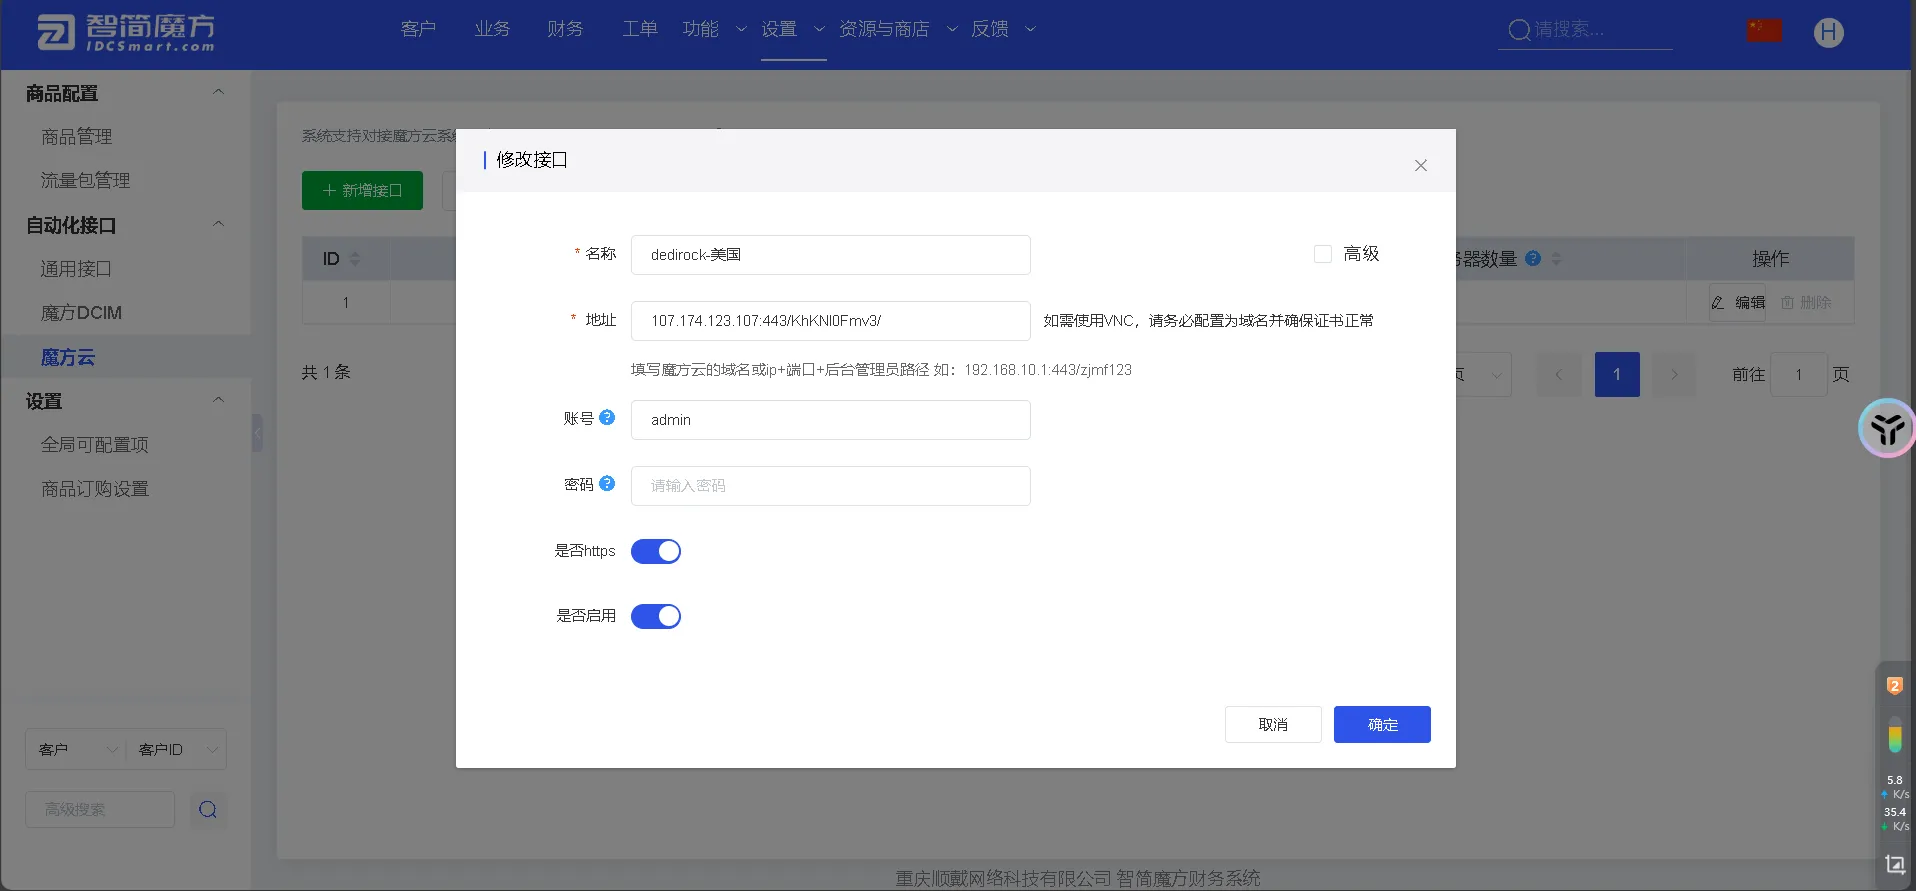 智简魔方
IDCSmart.com
客户
业务
财务
工单
功能
设置
资源与商店
反馈
请搜索...
H
商品配置
商品管理
流量包管理
自动化接口
通用接口
魔方DCIM
魔方云
设置
全局可配置项
商品订购设置
客户
客户ID
高级搜索
系统支持对接魔方云系
新增接口
ID
器数量
操作
1
编辑
删除
共 1 条
页
1
前往
1
页
修改接口
* 名称
dedirock-美国
高级
* 地址
107.174.123.107:443/KhKNl0Fmv3/
如需使用VNC，请务必配置为域名并确保证书正常
填写魔方云的域名或ip+端口+后台管理员路径 如：192.168.10.1:443/zjmf123
账号
admin
密码
请输入密码
是否https
是否启用
取消
确定
2
5.8
K/s
35.4
K/s
重庆顺戴网络科技有限公司 智简魔方财务系统